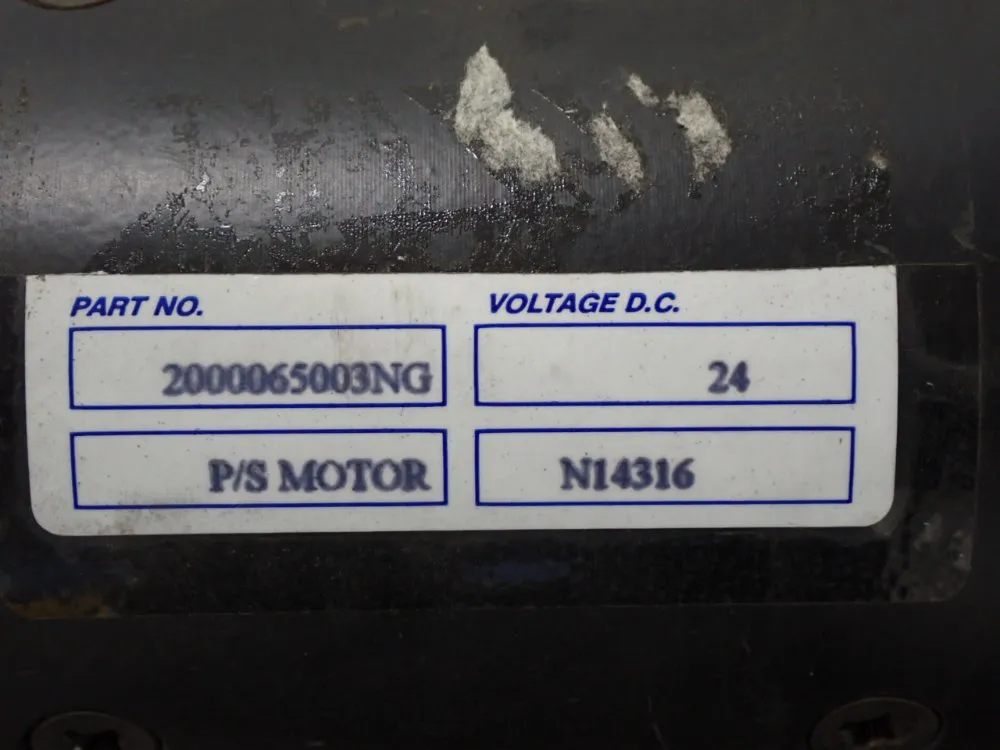 PART NO.
VOLTAGE D.C.
2000065003NG
24
P/S MOTOR
N14316